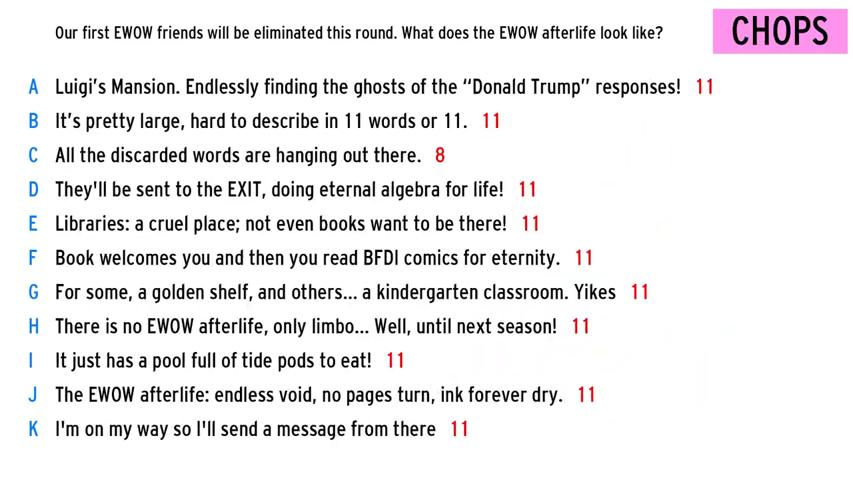 Our first EWOW friends will be eliminated this round. What does the EWOW afterlife look like?
CHOPS
A Luigi's Mansion. Endlessly finding the ghosts of the “Donald Trump” responses! 11
B It's pretty large, hard to describe in 11 words or 11. 11
C All the discarded words are hanging out there. 8
D They'll be sent to the EXIT, doing eternal algebra for life! 11
E Libraries: a cruel place; not even books want to be there! 11
F Book welcomes you and then you read BFDI comics for eternity. 11
G For some, a golden shelf, and others... a kindergarten classroom. Yikes 11
H There is no EWOW afterlife, only limbo... Well, until next season! 11
I It just has a pool full of tide pods to eat! 11
J The EWOW afterlife: endless void, no pages turn, ink forever dry. 11
K I'm on my way so I'll send a message from there 11